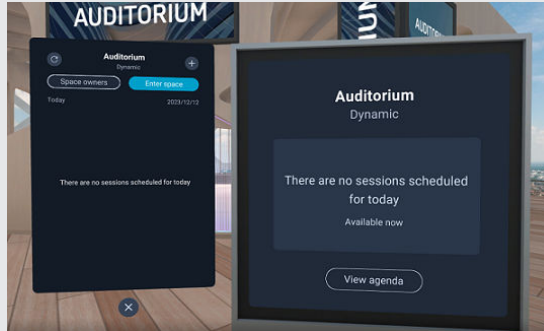 AUDITORIUM
Auditorium
Dynamic
Space owners
Enter space
Today
2023/12/12
There are no sessions scheduled for today
Auditorium
Dynamic
There are no sessions scheduled
for today
Available now
View agenda